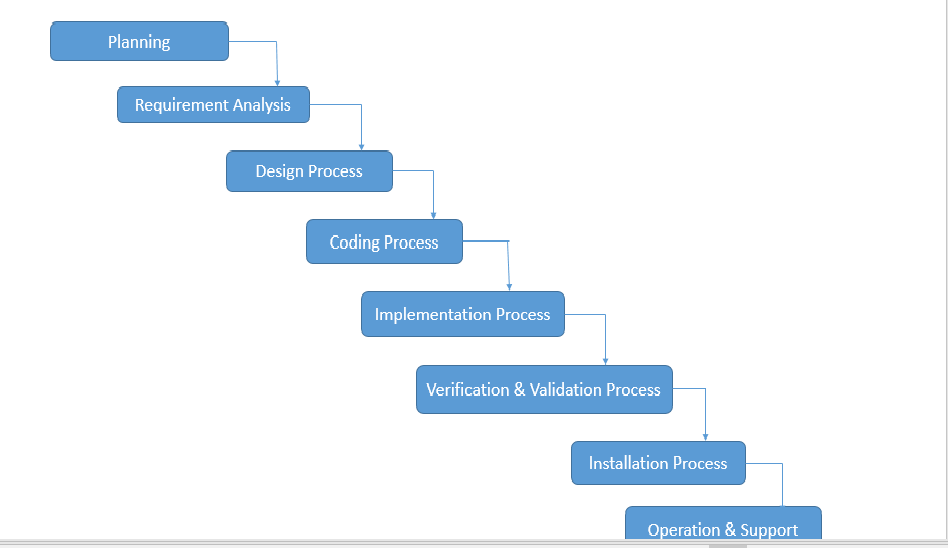 Planning
Requirement Analysis
Design Process
Coding Process
Implementation Process
Verification & Validation Process
Installation Process
Operation & Support